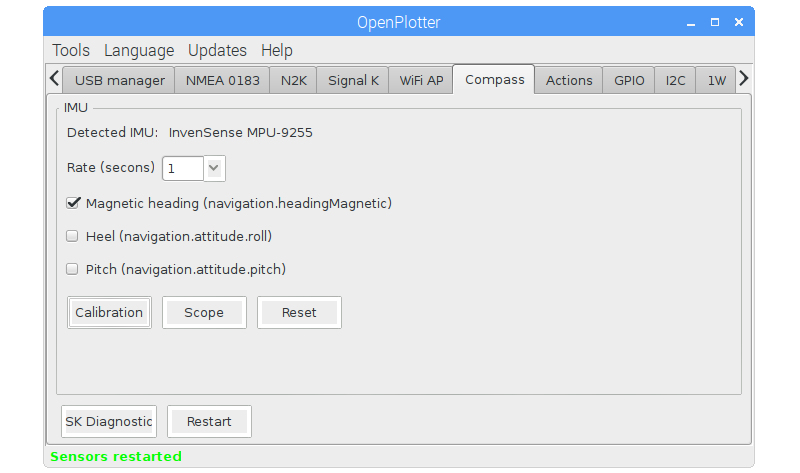 OpenPlotter
Tools Language Updates Help
USB manager NMEA 0183 N2K Signal K WiFi AP Compass Actions GPIO I2C 1W
IMU
Detected IMU: InvenSense MPU-9255
Rate (secons) 1
Magnetic heading (navigation.headingMagnetic)
Heel (navigation.attitude.roll)
Pitch (navigation.attitude.pitch)
Calibration Scope Reset
SK Diagnostic Restart
Sensors restarted